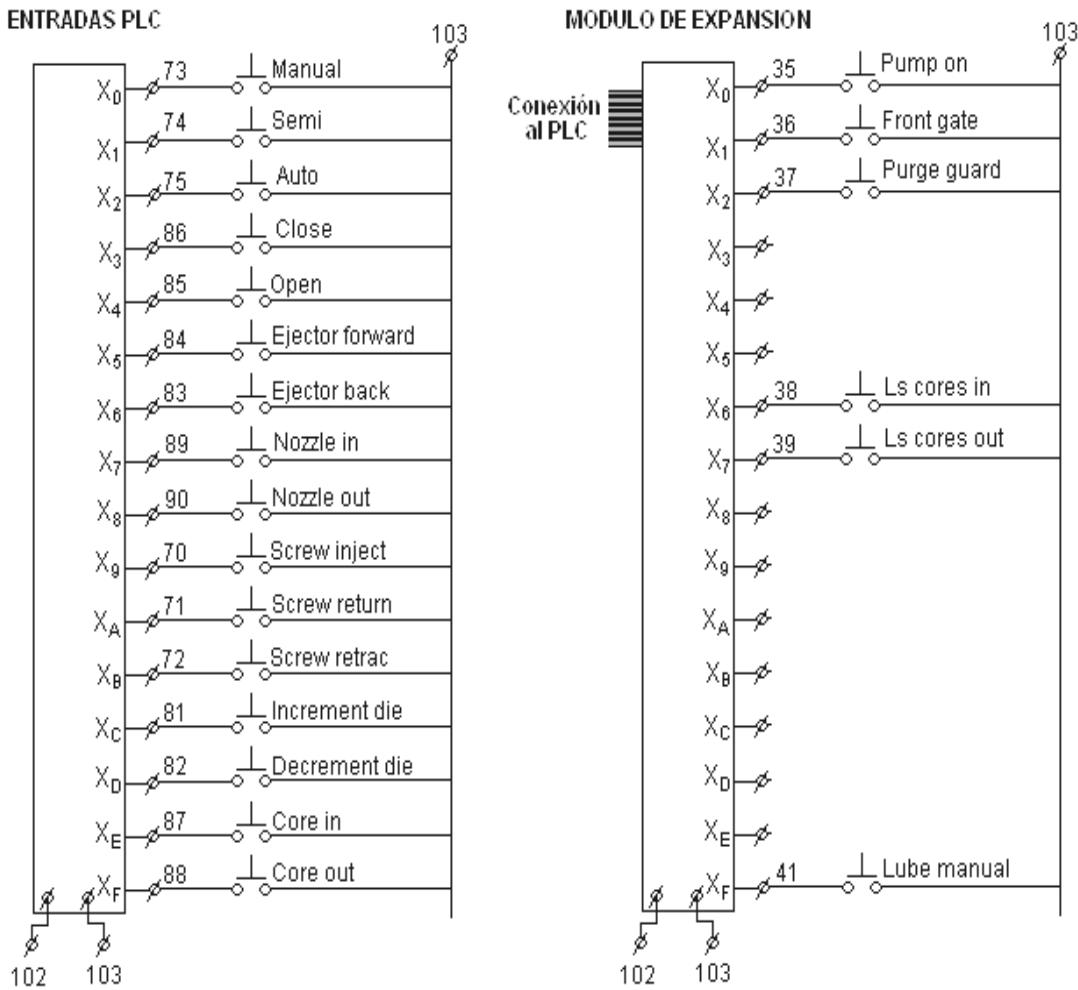 ENTRADAS PLC
103
X0 73 Manual
X1 74 Semi
X2 75 Auto
X3 86 Close
X4 85 Open
X5 84 Ejector forward
X6 83 Ejector back
X7 89 Nozzle in
X8 90 Nozzle out
X9 70 Screw inject
XA 71 Screw return
XB 72 Screw retrac
XC 81 Increment die
XD 82 Decrement die
XE 87 Core in
XF 88 Core out
102 103
MODULO DE EXPANSION
103
Conexión
al PLC
X0 35 Pump on
X1 36 Front gate
X2 37 Purge guard
X3
X4
X5
X6 38 Ls cores in
X7 39 Ls cores out
X8
X9
XA
XB
XC
XD
XE
XF 41 Lube manual
102 103